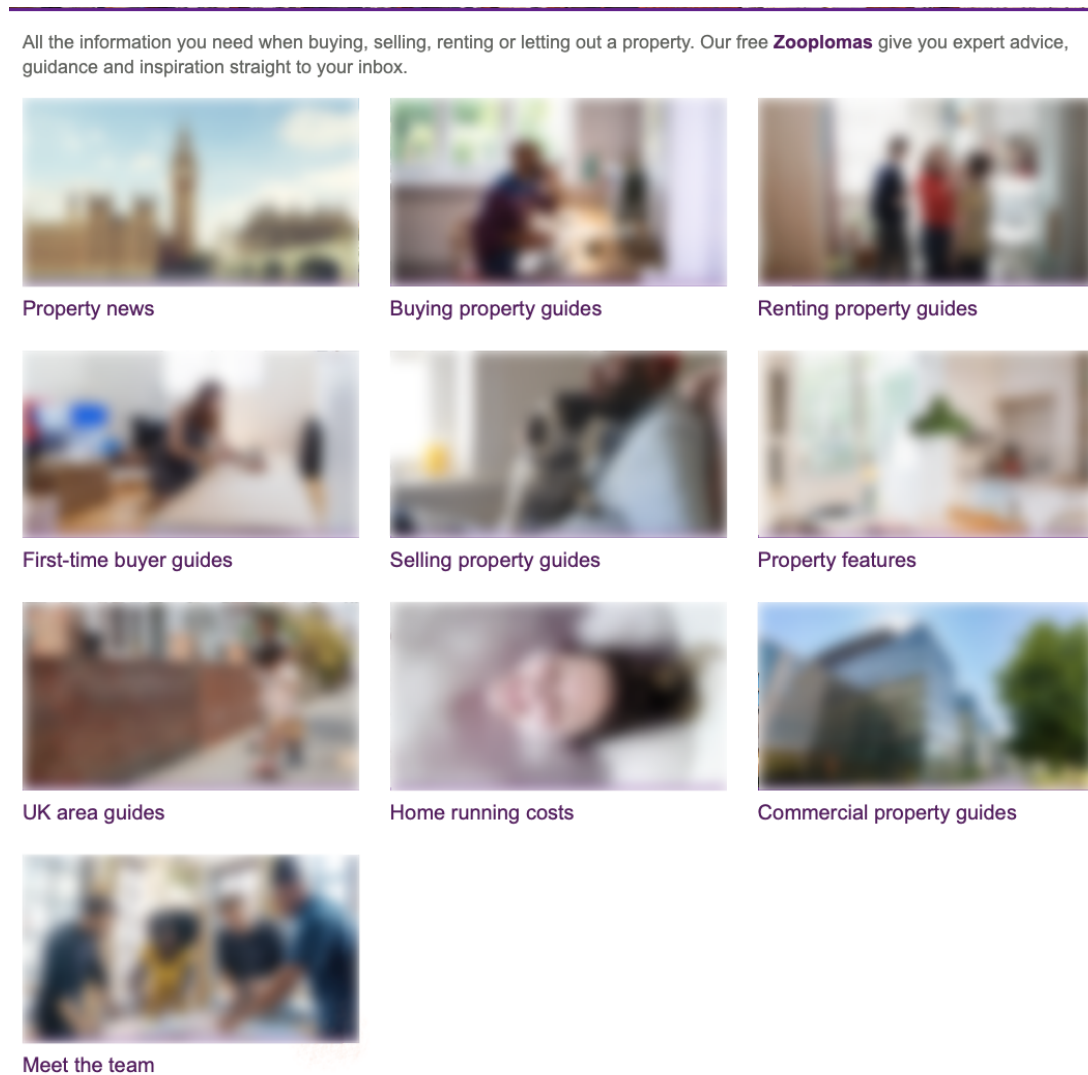 All the information you need when buying, selling, renting or letting out a property. Our free Zooplomas give you expert advice,
guidance and inspiration straight to your inbox.
Property news
Buying property guides
Renting property guides
First-time buyer guides
Selling property guides
Property features
UK area guides
Home running costs
Commercial property guides
Meet the team